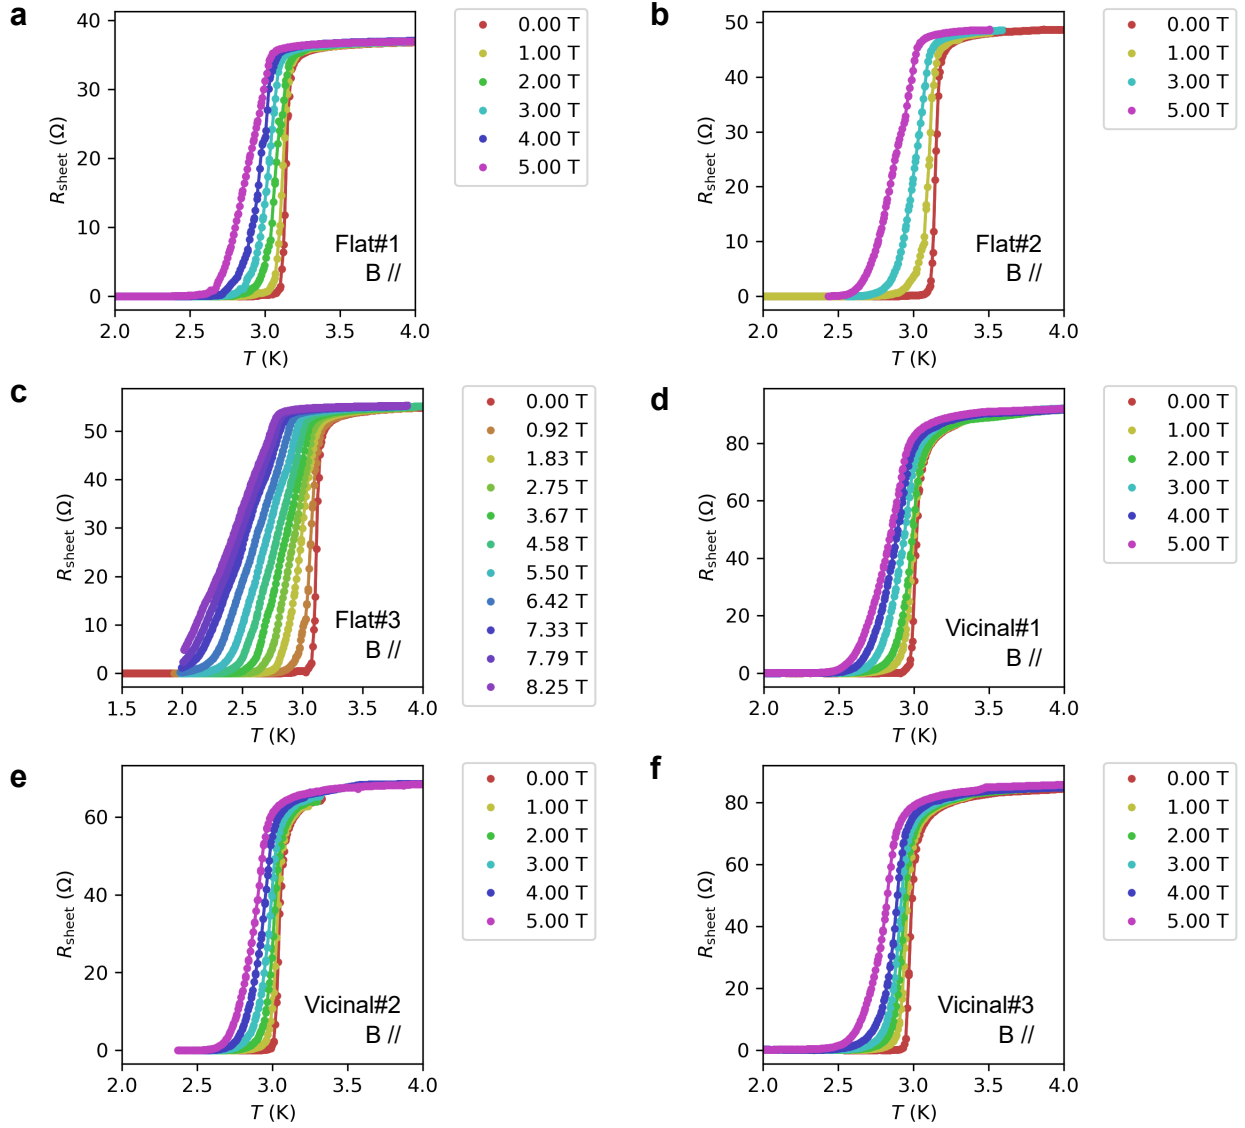 a
40
30
20
10
0
R_sheet (Ω)
2.0 2.5 3.0 3.5 4.0
T (K)
Flat#1
B //
0.00 T
1.00 T
2.00 T
3.00 T
4.00 T
5.00 T
b
50
40
30
20
10
0
R_sheet (Ω)
2.0 2.5 3.0 3.5 4.0
T (K)
Flat#2
B //
0.00 T
1.00 T
3.00 T
5.00 T
c
50
40
30
20
10
0
R_sheet (Ω)
1.5 2.0 2.5 3.0 3.5 4.0
T (K)
Flat#3
B //
0.00 T
0.92 T
1.83 T
2.75 T
3.67 T
4.58 T
5.50 T
6.42 T
7.33 T
7.79 T
8.25 T
d
80
60
40
20
0
R_sheet (Ω)
2.0 2.5 3.0 3.5 4.0
T (K)
Vicinal#1
B //
0.00 T
1.00 T
2.00 T
3.00 T
4.00 T
5.00 T
e
60
40
20
0
R_sheet (Ω)
2.0 2.5 3.0 3.5 4.0
T (K)
Vicinal#2
B //
0.00 T
1.00 T
2.00 T
3.00 T
4.00 T
5.00 T
f
80
60
40
20
0
R_sheet (Ω)
2.0 2.5 3.0 3.5 4.0
T (K)
Vicinal#3
B //
0.00 T
1.00 T
2.00 T
3.00 T
4.00 T
5.00 T